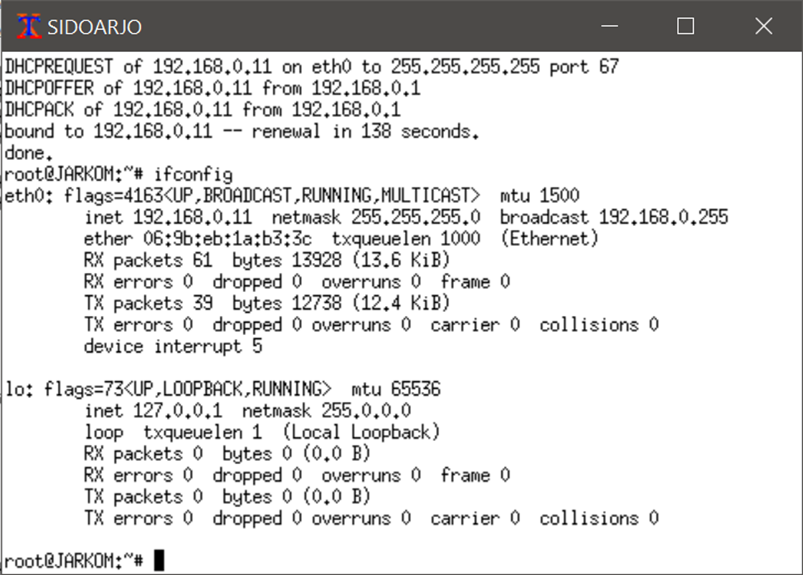 SIDOARJO
DHCPREQUEST of 192.168.0.11 on eth0 to 255.255.255.255 port 67
DHCPOFFER of 192.168.0.11 from 192.168.0.1
DHCPACK of 192.168.0.11 from 192.168.0.1
bound to 192.168.0.11 -- renewal in 138 seconds.
done.
root@JARKOM:~# ifconfig
eth0: flags=4163<UP,BROADCAST,RUNNING,MULTICAST>  mtu 1500
        inet 192.168.0.11  netmask 255.255.255.0  broadcast 192.168.0.255
        ether 06:9b:eb:1a:b3:3c  txqueuelen 1000  (Ethernet)
        RX packets 61  bytes 13928 (13.6 KiB)
        RX errors 0  dropped 0  overruns 0  frame 0
        TX packets 39  bytes 12738 (12.4 KiB)
        TX errors 0  dropped 0 overruns 0  carrier 0  collisions 0
        device interrupt 5
lo: flags=73<UP,LOOPBACK,RUNNING>  mtu 65536
        inet 127.0.0.1  netmask 255.0.0.0
        loop  txqueuelen 1  (Local Loopback)
        RX packets 0  bytes 0 (0.0 B)
        RX errors 0  dropped 0  overruns 0  frame 0
        TX packets 0  bytes 0 (0.0 B)
        TX errors 0  dropped 0 overruns 0  carrier 0  collisions 0
root@JARKOM:~#